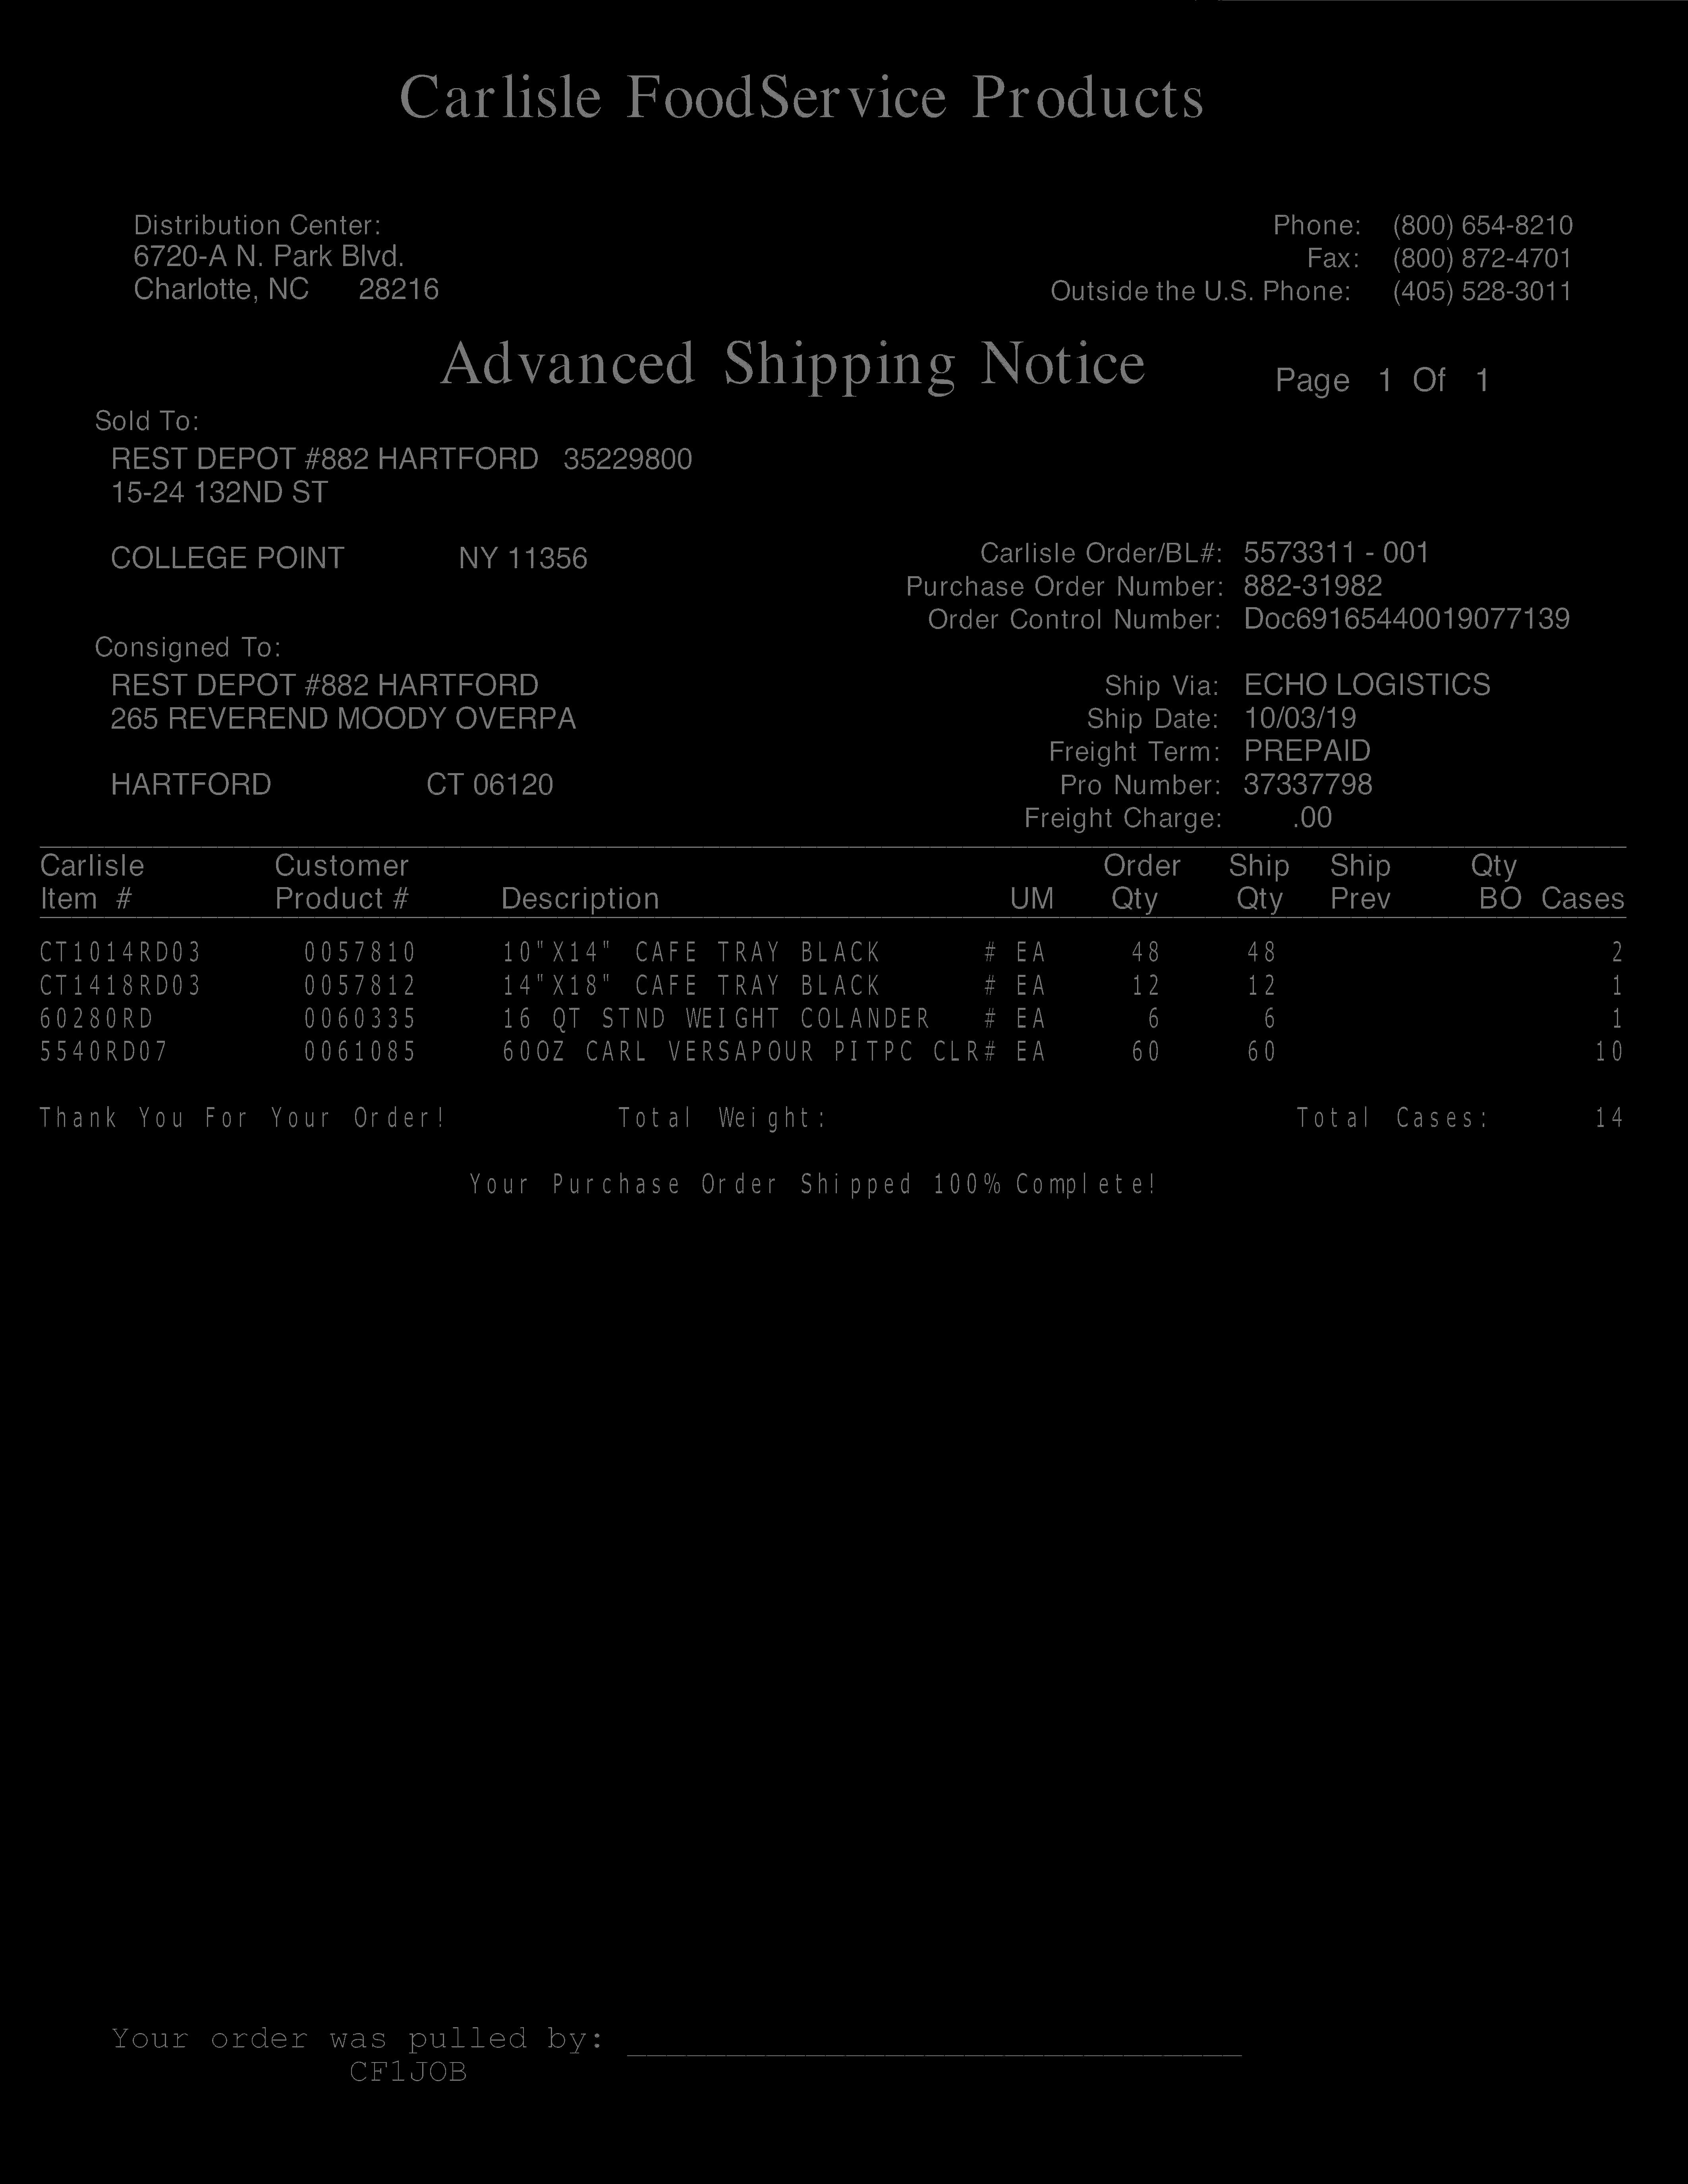 Carlisle FoodService Products
Distribution Center: Phone: (800) 654-8210
6720-A N. Park Blvd. Fax: (800) 872-4701
Charlotte, NC 28216 Outside the U.S. Phone: (405) 528-3011
Advanced Shipping Notice Page 1 Of 1
Sold To:
REST DEPOT #882 HARTFORD 35229800
15-24 132ND ST
COLLEGE POINT NY 11356 Carlisle Order/BL#: 5573311 - 001
Purchase Order Number: 882-31982
Order Control Number: Doc69165440019077139
Consigned To:
REST DEPOT #882 HARTFORD Ship Via: ECHO LOGISTICS
265 REVEREND MOODY OVERPA Ship Date: 10/03/19
Freight Term: PREPAID
HARTFORD CT 06120 Pro Number: 37337798
Freight Charge: .00
Carlisle Customer Order Ship Ship Qty
Item # Product # Description UM Qty Qty Prev BO Cases
CT1014RD03 0057810 10"X14" CAFE TRAY BLACK # EA 48 48 2
CT1418RD03 0057812 14"X18" CAFE TRAY BLACK # EA 12 12 1
60280RD 0060335 16 QT STND WEIGHT COLANDER # EA 6 6 1
5540RD07 0061085 60OZ CARL VERSAPOUR PITPC CLR# EA 60 60 10
Thank You For Your Order! Total Weight: Total Cases: 14
Your Purchase Order Shipped 100% Complete!
Your order was pulled by: _______________________________
CF1JOB